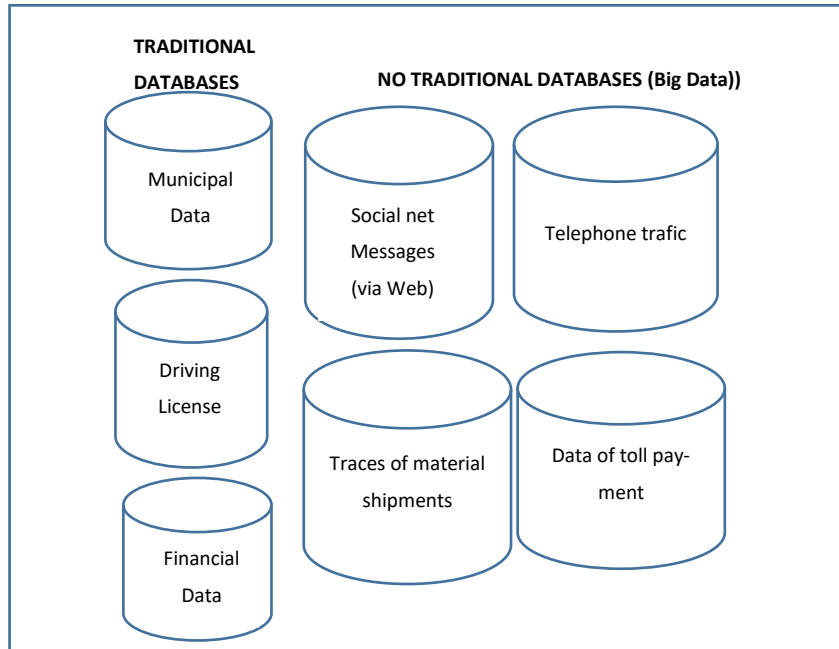 TRADITIONAL
DATABASES
NO TRADITIONAL DATABASES (Big Data))
Municipal
Data
Driving
License
Financial
Data
Social net
Messages
(via Web)
Telephone trafic
Traces of material
shipments
Data of toll pay-
ment